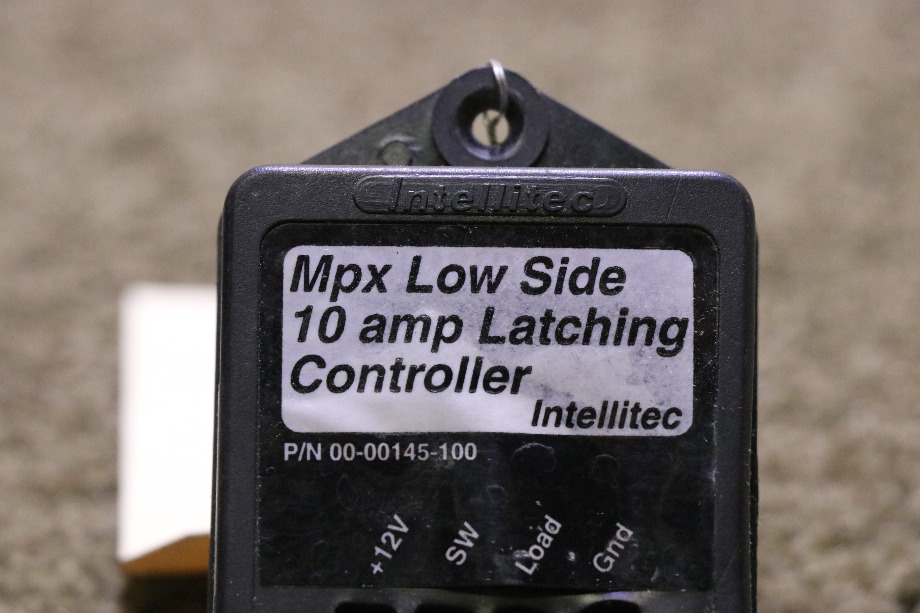 Intellitec
Mpx Low Side
10 amp Latching
Controller
Intellitec
P/N 00-00145-100
+12V SW Load Gnd